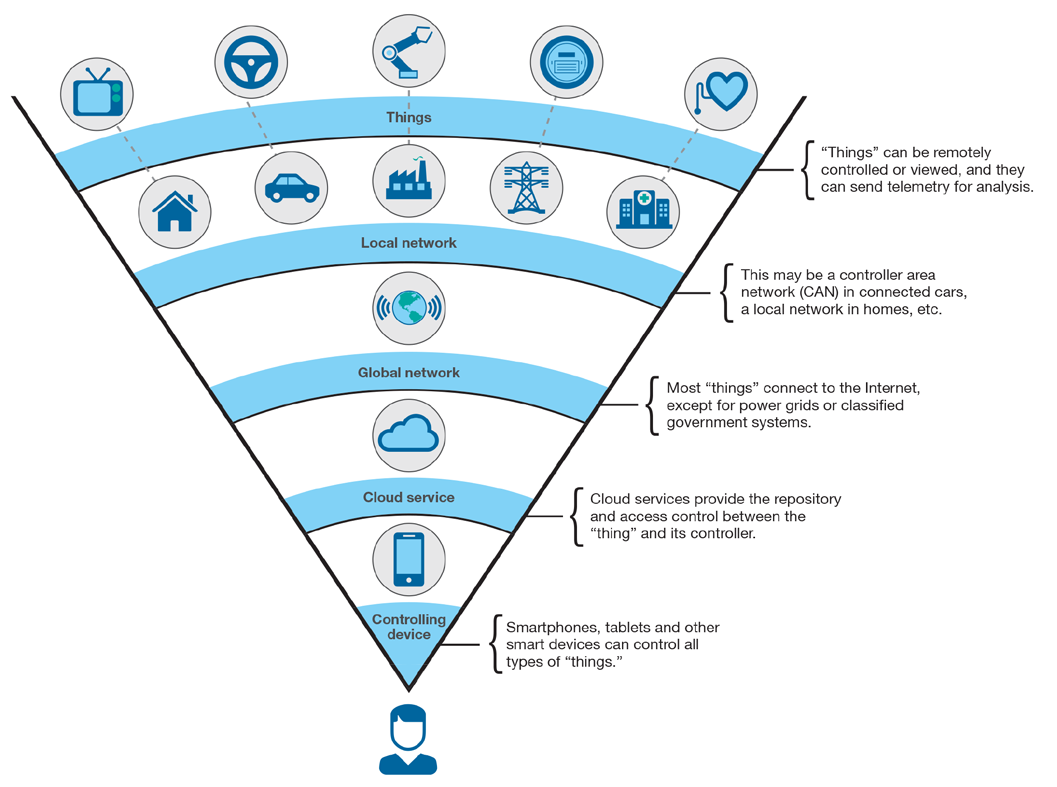 Things
“Things” can be remotely
controlled or viewed, and they
can send telemetry for analysis.
Local network
This may be a controller area
network (CAN) in connected cars,
a local network in homes, etc.
Global network
Most “things” connect to the Internet,
except for power grids or classified
government systems.
Cloud service
Cloud services provide the repository
and access control between the
“thing” and its controller.
Controlling
device
Smartphones, tablets and other
smart devices can control all
types of “things.”